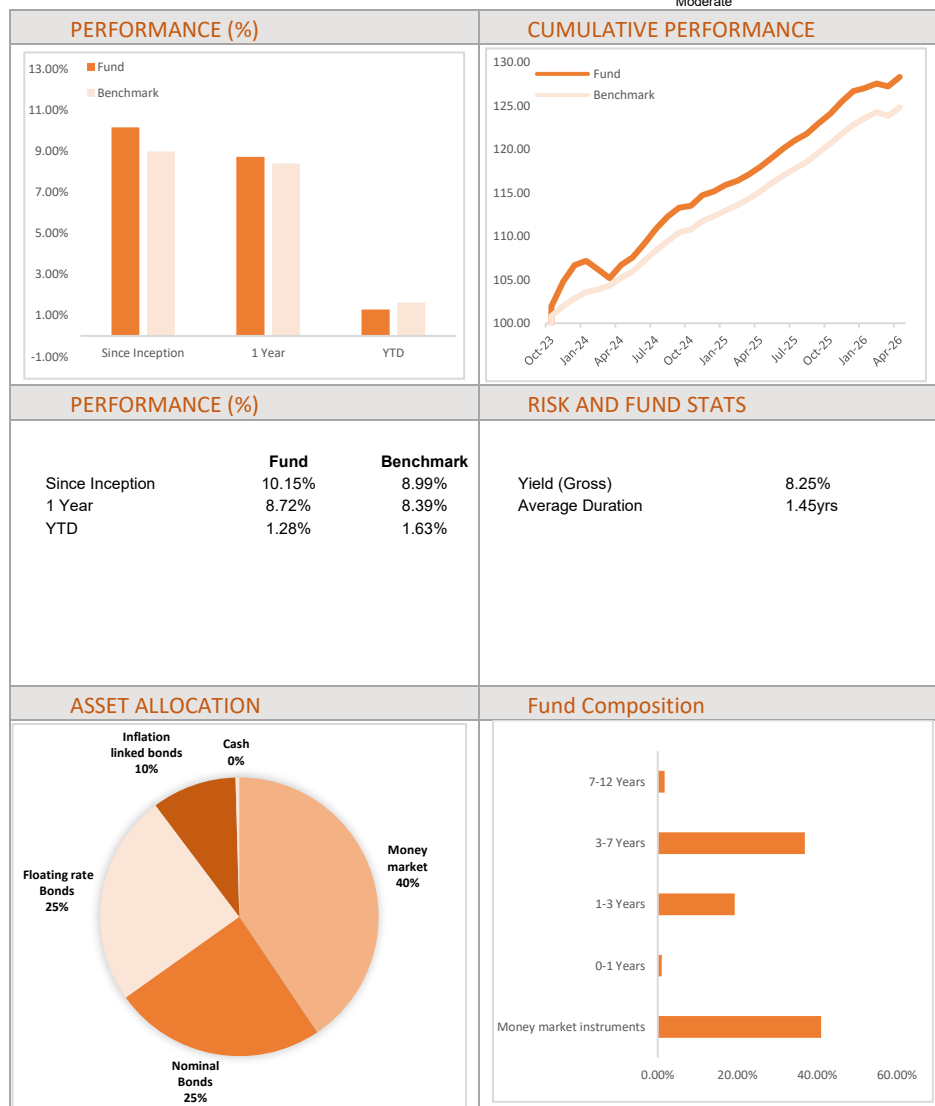 Moderate
PERFORMANCE (%)
13.00%
11.00%
9.00%
7.00%
5.00%
3.00%
1.00%
-1.00%
Fund
Benchmark
Since Inception
1 Year
YTD
CUMULATIVE PERFORMANCE
130.00
125.00
120.00
115.00
110.00
105.00
100.00
Fund
Benchmark
Oct-23
Jan-24
Apr-24
Jul-24
Oct-24
Jan-25
Apr-25
Jul-25
Oct-25
Jan-26
Apr-26
PERFORMANCE (%)
Fund Benchmark
Since Inception 10.15% 8.99%
1 Year 8.72% 8.39%
YTD 1.28% 1.63%
RISK AND FUND STATS
Yield (Gross) 8.25%
Average Duration 1.45yrs
ASSET ALLOCATION
Inflation
linked bonds
10%
Cash
0%
Money
market
40%
Floating rate
Bonds
25%
Nominal
Bonds
25%
Fund Composition
7-12 Years
3-7 Years
1-3 Years
0-1 Years
Money market instruments
0.00% 20.00% 40.00% 60.00%